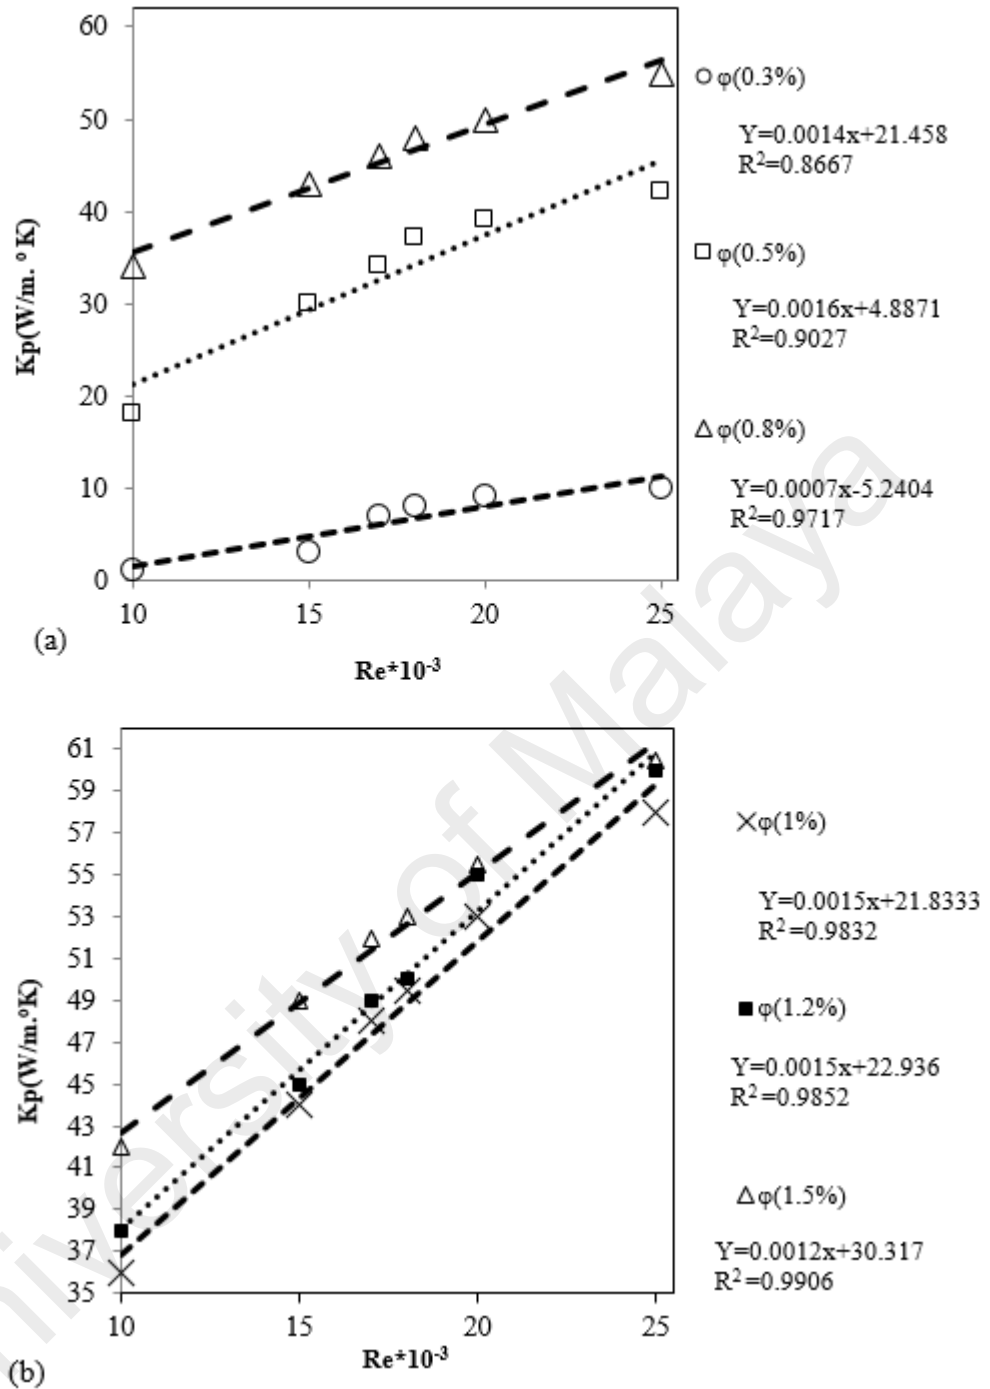 60
50
40
30
20
10
0
Kp(W/m. º K)
10 15 20 25
(a)
Re*10-3
φ(0.3%)
Y=0.0014x+21.458
R2=0.8667
φ(0.5%)
Y=0.0016x+4.8871
R2=0.9027
φ(0.8%)
Y=0.0007x-5.2404
R2=0.9717
61
59
57
55
53
51
49
47
45
43
41
39
37
35
Kp(W/m.ºK)
10 15 20 25
Re*10-3
(b)
φ(1%)
Y=0.0015x+21.8333
R2 =0.9832
φ(1.2%)
Y=0.0015x+22.936
R2 =0.9852
φ(1.5%)
Y=0.0012x+30.317
R2 =0.9906
University of Malaya